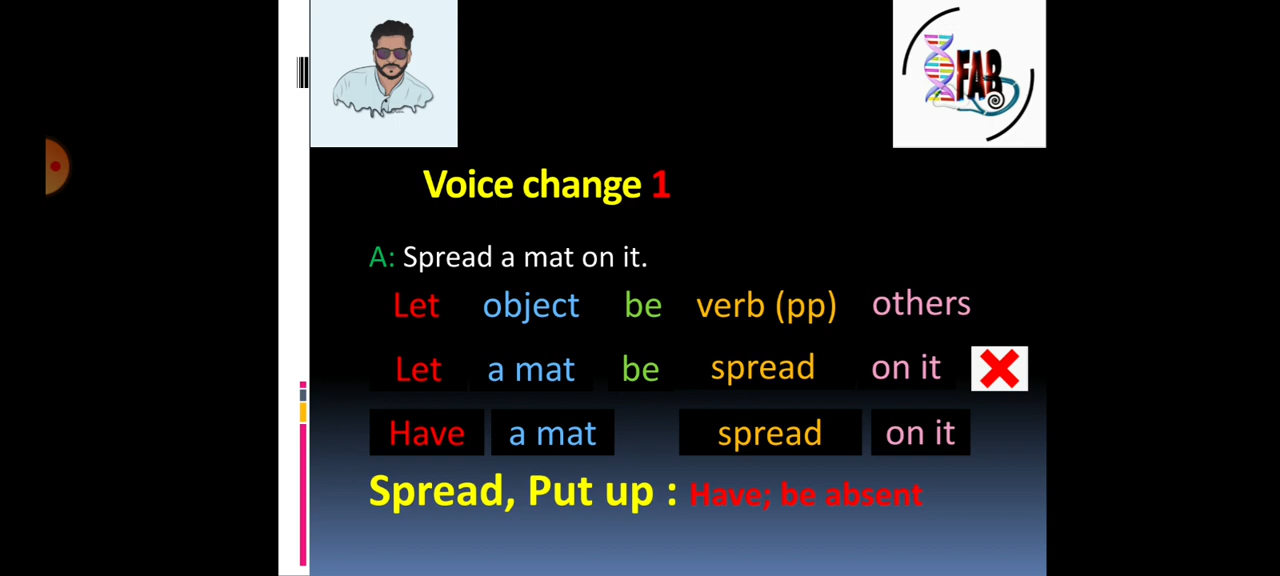 FAB
Voice change 1
A: Spread a mat on it.
Let object be verb (pp) others
Let a mat be spread on it
Have a mat spread on it
Spread, Put up : Have; be absent